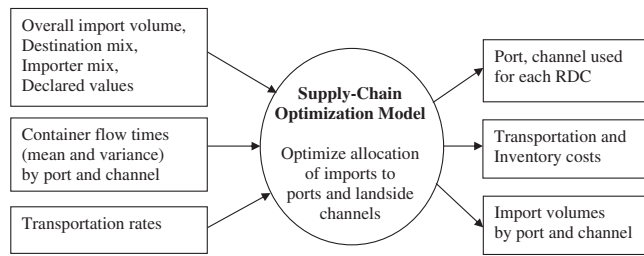 Overall import volume,
Destination mix,
Importer mix,
Declared values
Container flow times
(mean and variance)
by port and channel
Transportation rates
Supply-Chain
Optimization Model
Optimize allocation
of imports to
ports and landside
channels
Port, channel used
for each RDC
Transportation and
Inventory costs
Import volumes
by port and channel